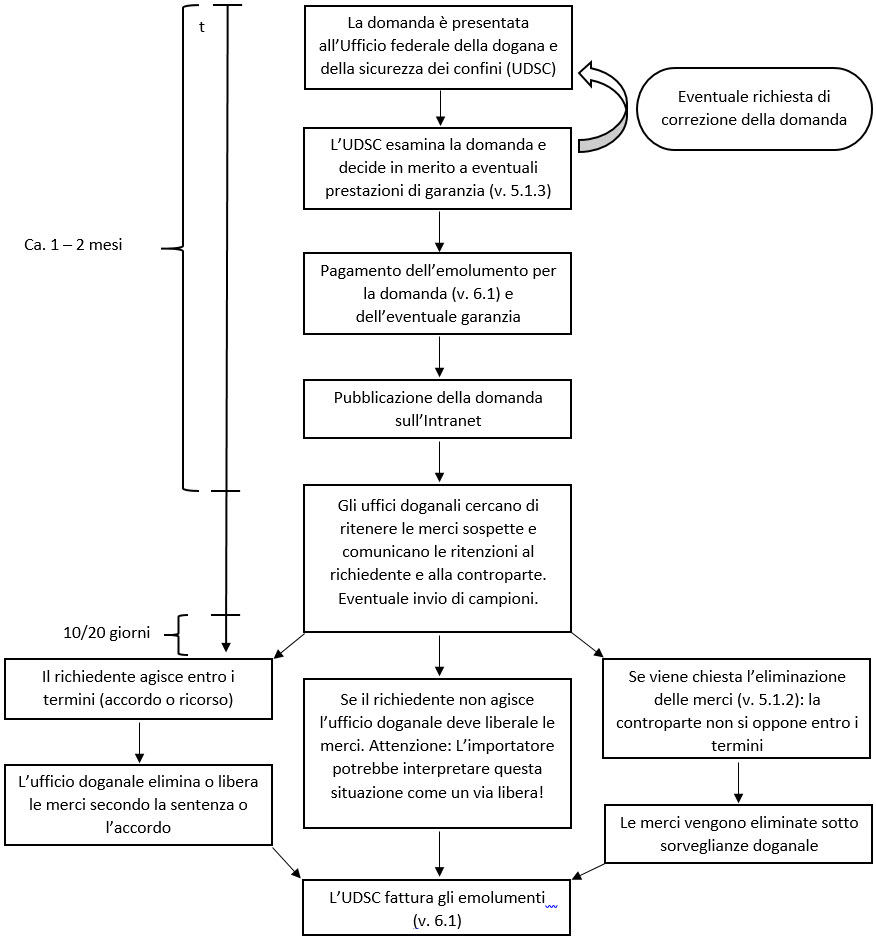 t
La domanda è presentata
all’Ufficio federale della dogana e
della sicurezza dei confini (UDSC)
Eventuale richiesta di
correzione della domanda
L’UDSC esamina la domanda e
decide in merito a eventuali
prestazioni di garanzia (v. 5.1.3)
Ca. 1 – 2 mesi
Pagamento dell’emolumento per
la domanda (v. 6.1) e
dell’eventuale garanzia
Pubblicazione della domanda
sull’Intranet
Gli uffici doganali cercano di
ritenere le merci sospette e
comunicano le ritenzioni al
richiedente e alla controparte.
Eventuale invio di campioni.
10/20 giorni
Il richiedente agisce entro i
termini (accordo o ricorso)
L’ufficio doganale elimina o libera
le merci secondo la sentenza o
l’accordo
Se il richiedente non agisce
l’ufficio doganale deve liberale le
merci. Attenzione: L’importatore
potrebbe interpretare questa
situazione come un via libera!
Se viene chiesta l’eliminazione
delle merci (v. 5.1.2): la
controparte non si oppone entro i
termini
Le merci vengono eliminate sotto
sorveglianze doganale
L’UDSC fattura gli emolumenti
(v. 6.1)